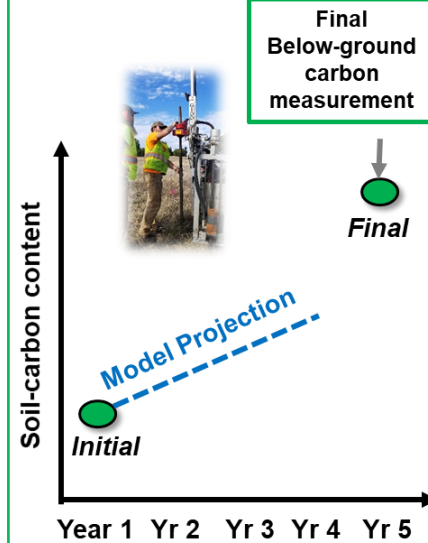 Final
Below-ground
carbon
measurement
Final
Model Projection
Initial
Soil-carbon content
Year 1 Yr 2 Yr 3 Yr 4 Yr 5